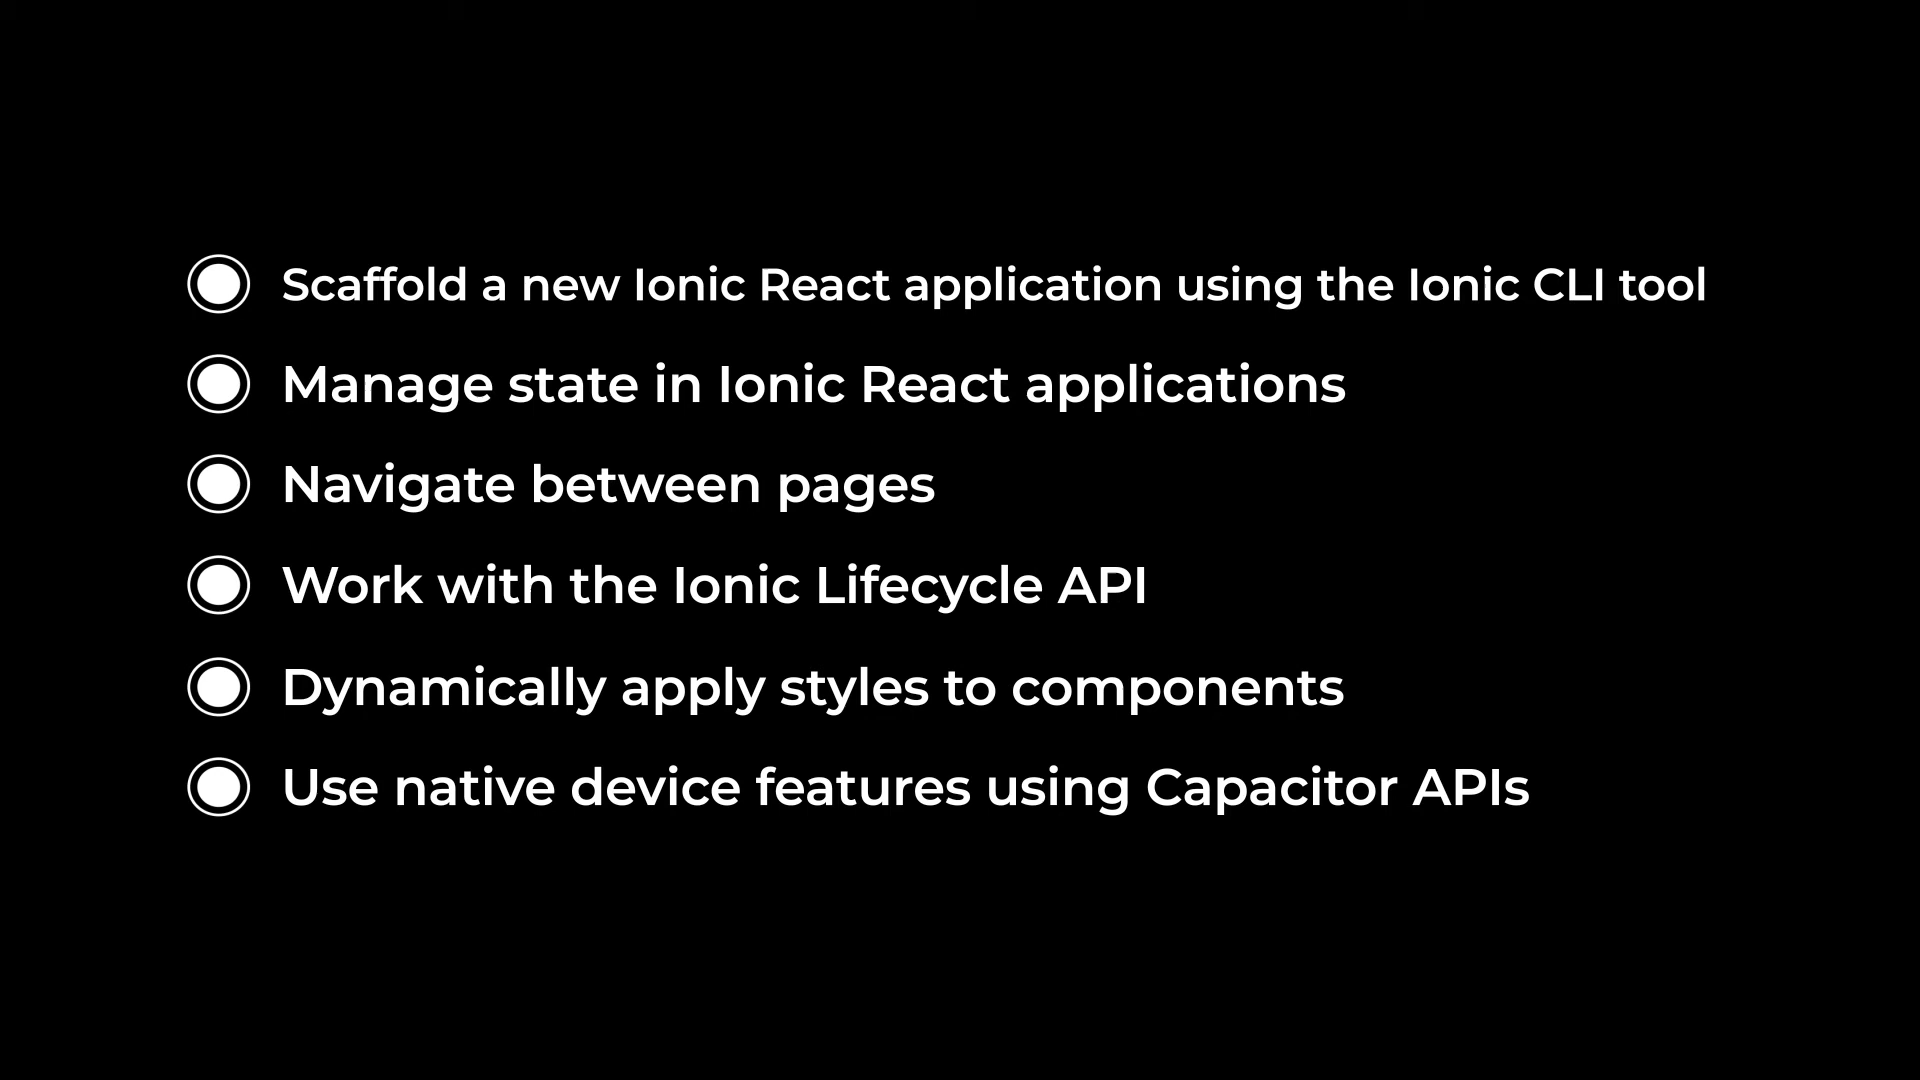 Scaffold a new Ionic React application using the Ionic CLI tool
Manage state in Ionic React applications
Navigate between pages
Work with the Ionic Lifecycle API
Dynamically apply styles to components
Use native device features using Capacitor APIs